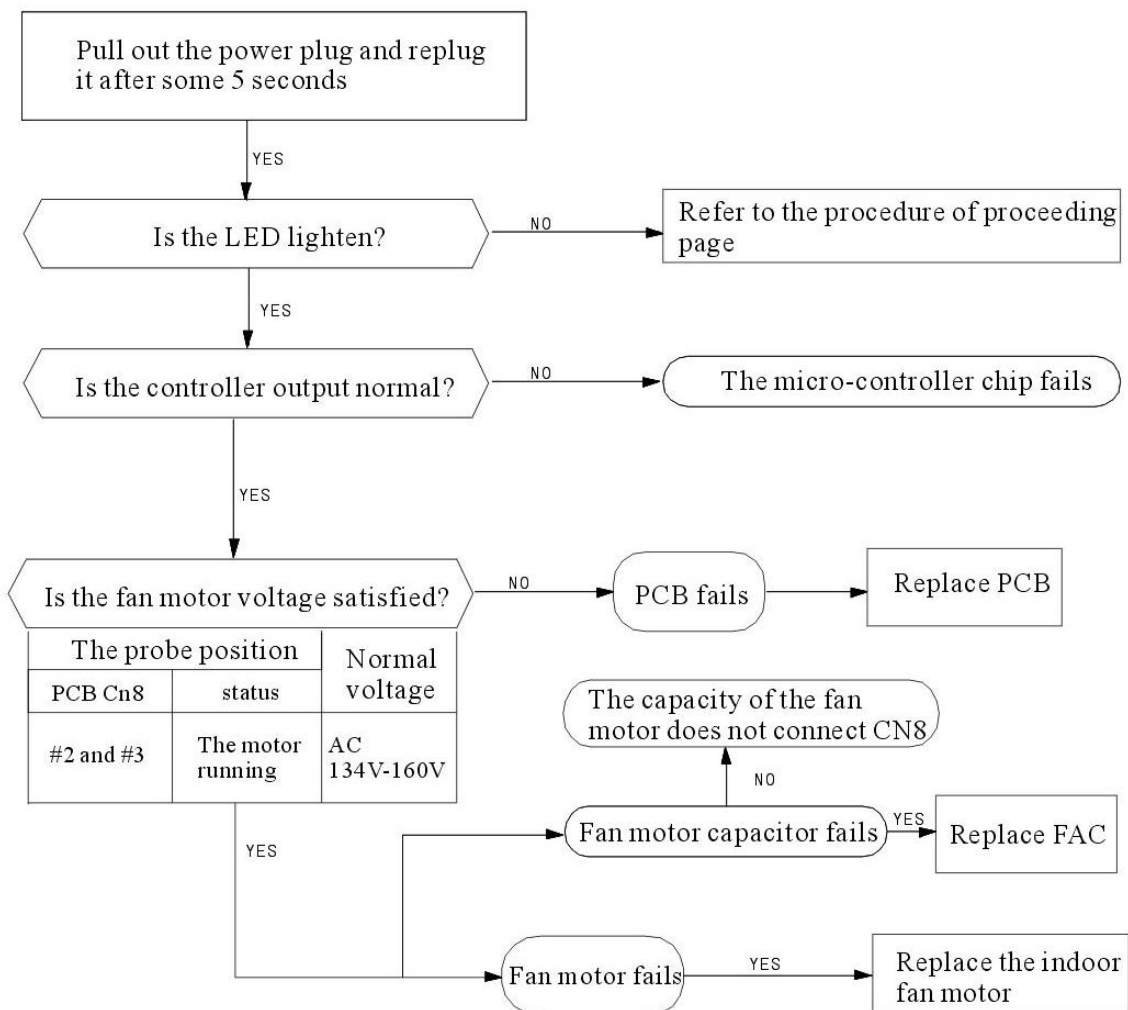 Pull out the power plug and replug
it after some 5 seconds
YES
Is the LED lighten?
NO
Refer to the procedure of proceeding
page
YES
Is the controller output normal?
NO
The micro-controller chip fails
YES
Is the fan motor voltage satisfied?
NO
PCB fails
Replace PCB
The probe position
Normal
voltage
PCB Cn8
status
#2 and #3
The motor
running
AC
134V-160V
The capacity of the fan
motor does not connect CN8
NO
YES
Fan motor capacitor fails
YES
Replace FAC
Fan motor fails
YES
Replace the indoor
fan motor